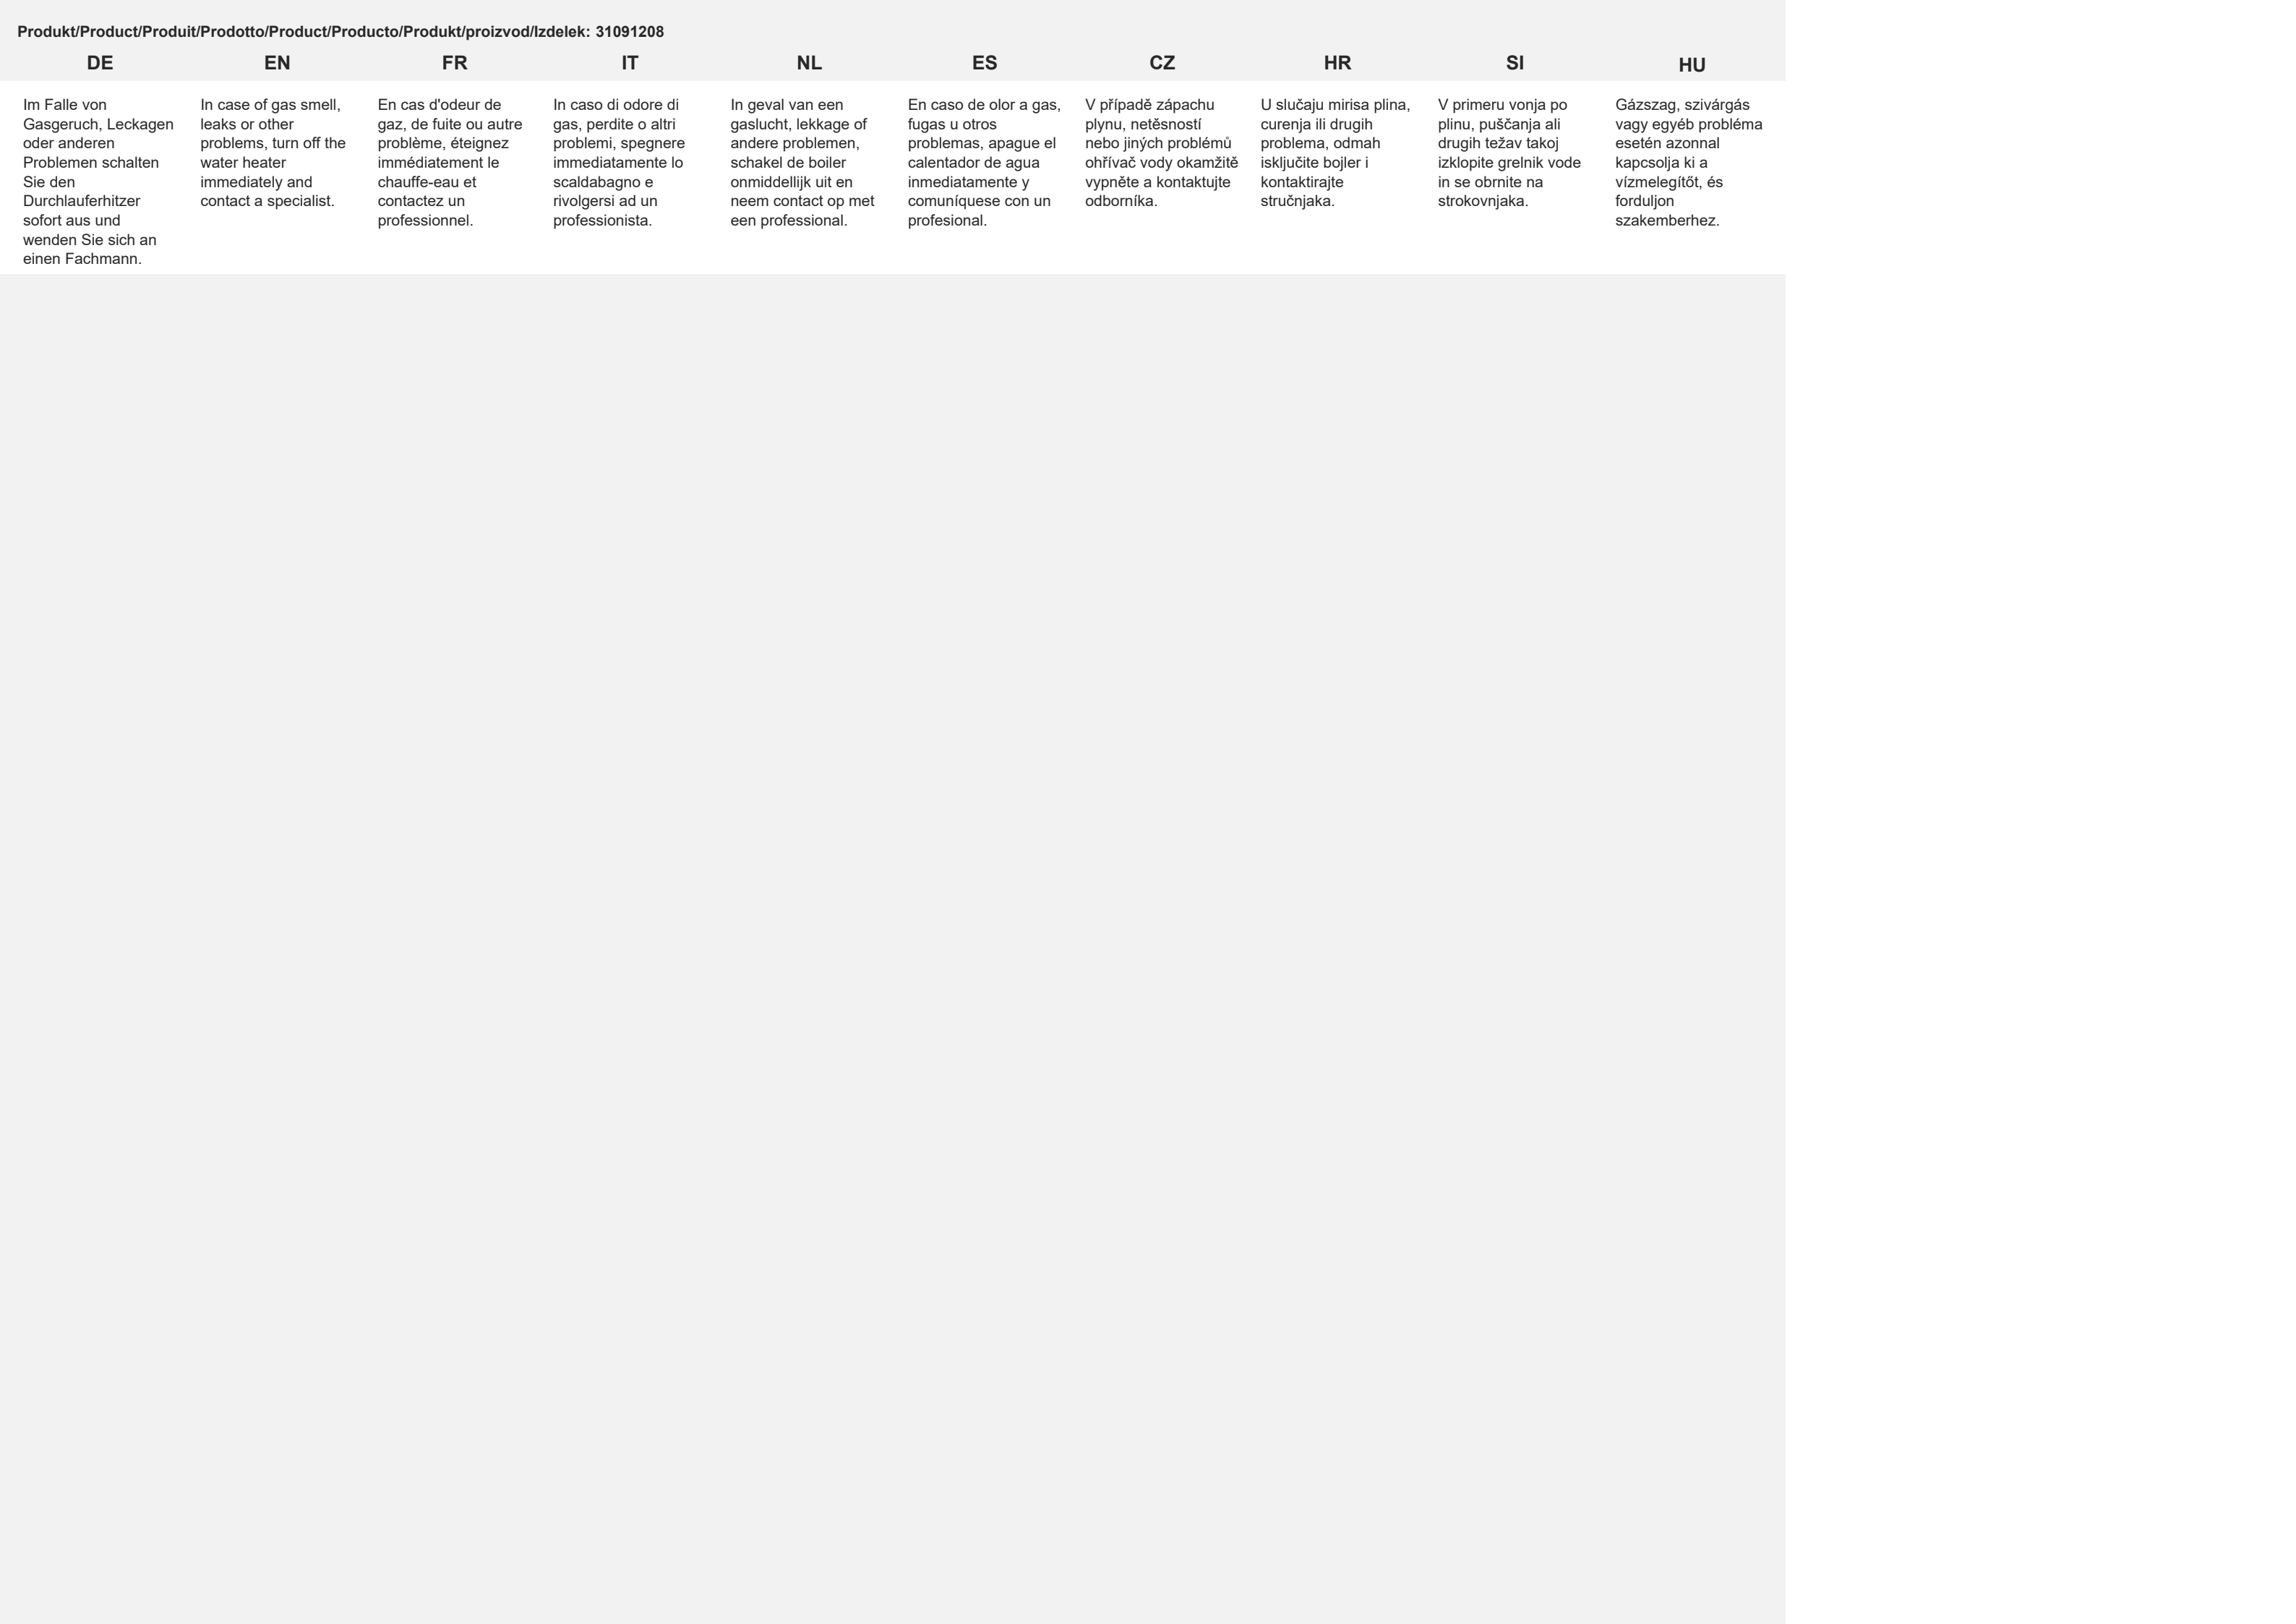 Produkt/Product/Produit/Prodotto/Product/Producto/Produkt/proizvod/Izdelek: 31091208
DE
Im Falle von
Gasgeruch, Leckagen
oder anderen
Problemen schalten
Sie den
Durchlauferhitzer
sofort aus und
wenden Sie sich an
einen Fachmann.
EN
In case of gas smell,
leaks or other
problems, turn off the
water heater
immediately and
contact a specialist.
FR
En cas d'odeur de
gaz, de fuite ou autre
problème, éteignez
immédiatement le
chauffe-eau et
contactez un
professionnel.
IT
In caso di odore di
gas, perdite o altri
problemi, spegnere
immediatamente lo
scaldabagno e
rivolgersi ad un
professionista.
NL
In geval van een
gaslucht, lekkage of
andere problemen,
schakel de boiler
onmiddellijk uit en
neem contact op met
een professional.
ES
En caso de olor a gas,
fugas u otros
problemas, apague el
calentador de agua
inmediatamente y
comuníquese con un
profesional.
CZ
V případě zápachu
plynu, netěsností
nebo jiných problémů
ohřívač vody okamžitě
vypněte a kontaktujte
odborníka.
HR
U slučaju mirisa plina,
curenja ili drugih
problema, odmah
isključite bojler i
kontaktirajte
stručnjaka.
SI
V primeru vonja po
plinu, puščanja ali
drugih težav takoj
izklopite grelnik vode
in se obrnite na
strokovnjaka.
HU
Gázszag, szivárgás
vagy egyéb probléma
esetén azonnal
kapcsolja ki a
vízmelegítőt, és
forduljon
szakemberhez.